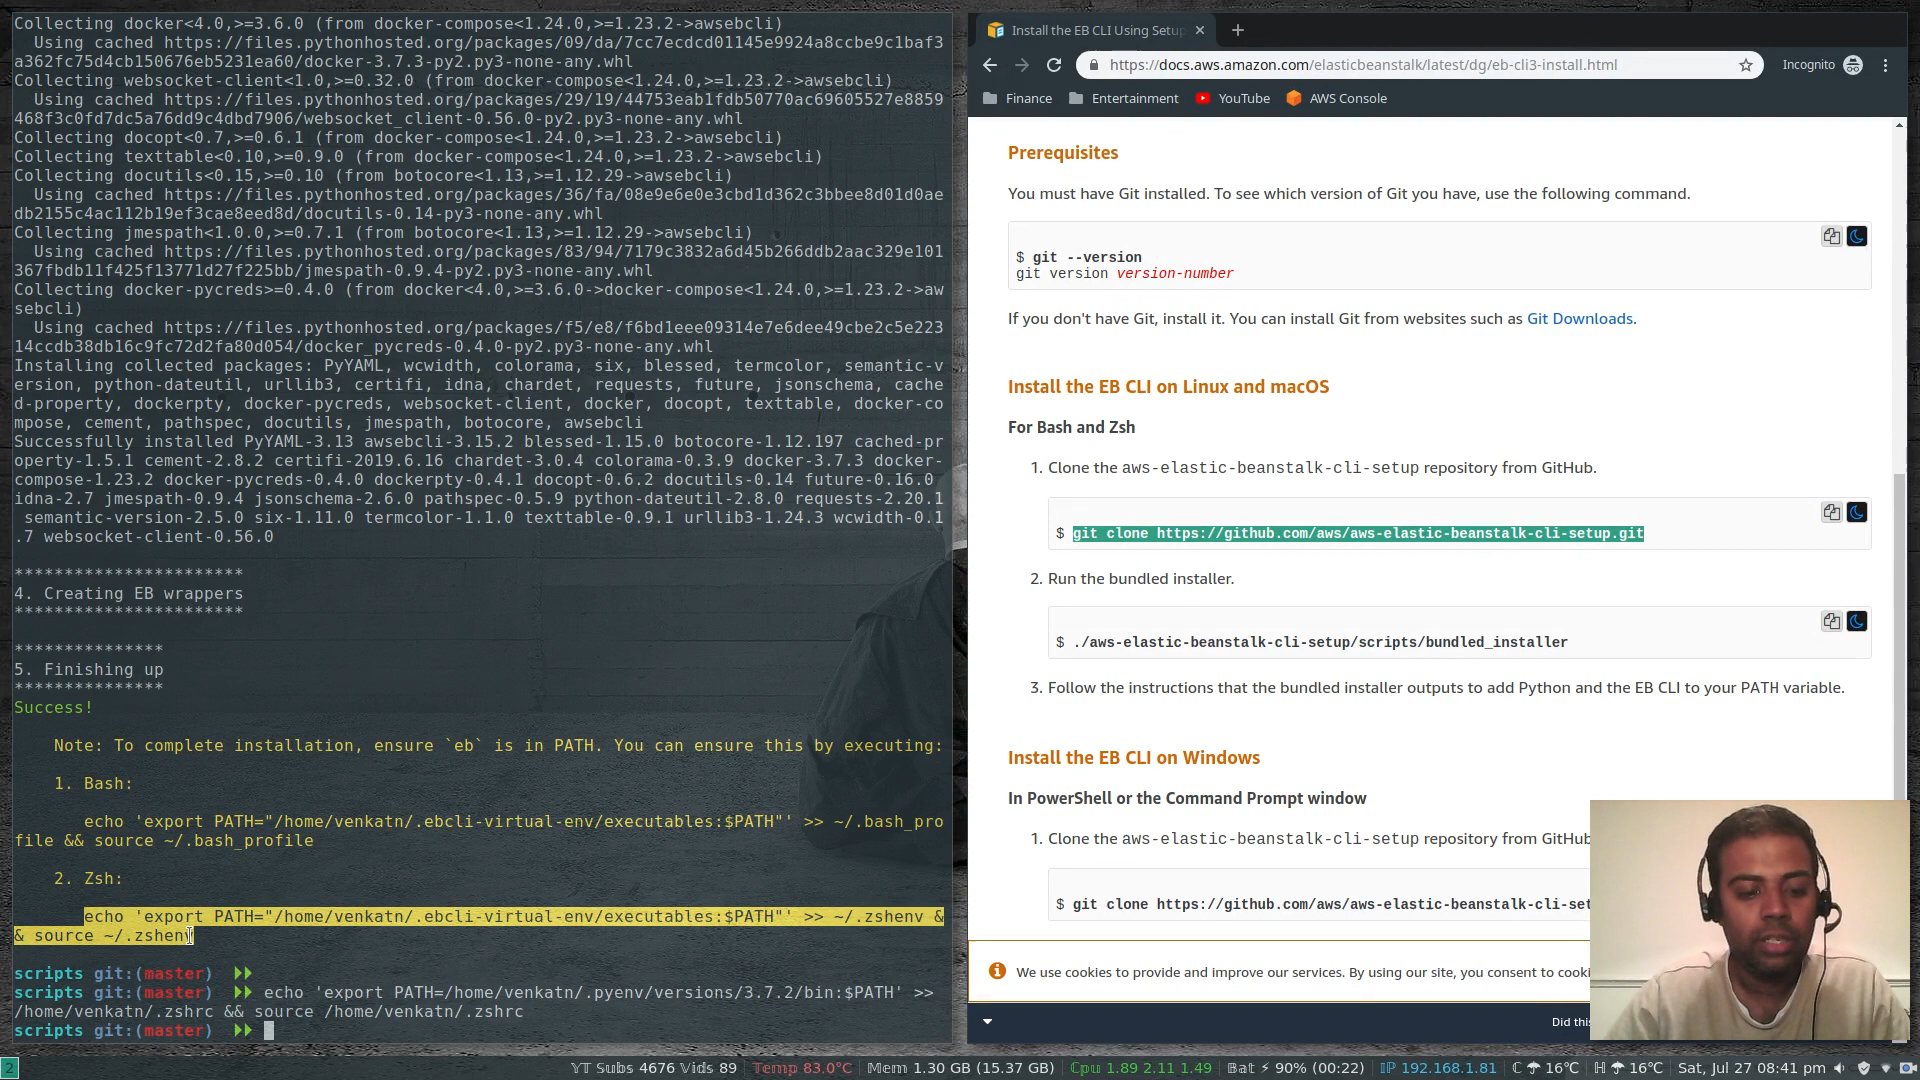 Collecting docker<4.0,>=3.6.0 (from docker-compose<1.24.0,>=1.23.2->awsebcli)
Using cached https://files.pythonhosted.org/packages/09/da/7cc7ecdcd01145e9924a8ccbe9c1baf3
a362fc75d4cb150676eb5231ea60/docker-3.7.3-py2.py3-none-any.whl
Collecting websocket-client<1.0,>=0.32.0 (from docker-compose<1.24.0,>=1.23.2->awsebcli)
Using cached https://files.pythonhosted.org/packages/29/19/44753eab1fdb50770ac69605527e8859
468f3c0fd7dc5a76dd9c4dbd7906/websocket_client-0.56.0-py2.py3-none-any.whl
Collecting docopt<0.7,>=0.6.1 (from docker-compose<1.24.0,>=1.23.2->awsebcli)
Collecting texttable<0.10,>=0.9.0 (from docker-compose<1.24.0,>=1.23.2->awsebcli)
Collecting docutils<0.15,>=0.10 (from botocore<1.13,>=1.12.29->awsebcli)
Using cached https://files.pythonhosted.org/packages/36/fa/08e9e6e0e3cbd1d362c3bbee8d01d0ae
db2155c4ac112b19ef3cae8eed8d/docutils-0.14-py3-none-any.whl
Collecting jmespath<1.0.0,>=0.7.1 (from botocore<1.13,>=1.12.29->awsebcli)
Using cached https://files.pythonhosted.org/packages/83/94/7179c3832a6d45b266ddb2aac329e101
367fbdb11f425f13771d27f225bb/jmespath-0.9.4-py2.py3-none-any.whl
Collecting docker-pycreds>=0.4.0 (from docker<4.0,>=3.6.0->docker-compose<1.24.0,>=1.23.2->aw
sebcli)
Using cached https://files.pythonhosted.org/packages/f5/e8/f6bd1eee09314e7e6dee49cbe2c5e223
14ccdb38db16c9fc72d2fa80d054/docker_pycreds-0.4.0-py2.py3-none-any.whl
Installing collected packages: PyYAML, wcwidth, colorama, six, blessed, termcolor, semantic-v
ersion, python-dateutil, urllib3, certifi, idna, chardet, requests, future, jsonschema, cache
d-property, dockerpty, docker-pycreds, websocket-client, docker, docopt, texttable, docker-co
mpose, cement, pathspec, docutils, jmespath, botocore, awsebcli
Successfully installed PyYAML-3.13 awsebcli-3.15.2 blessed-1.15.0 botocore-1.12.197 cached-pr
operty-1.5.1 cement-2.8.2 certifi-2019.6.16 chardet-3.0.4 colorama-0.3.9 docker-3.7.3 docker-
compose-1.23.2 docker-pycreds-0.4.0 dockerpty-0.4.1 docopt-0.6.2 docutils-0.14 future-0.16.0
idna-2.7 jmespath-0.9.4 jsonschema-2.6.0 pathspec-0.5.9 python-dateutil-2.8.0 requests-2.20.1
semantic-version-2.5.0 six-1.11.0 termcolor-1.1.0 texttable-0.9.1 urllib3-1.24.3 wcwidth-0.1
.7 websocket-client-0.56.0
***********************
4. Creating EB wrappers
***********************
***************
5. Finishing up
***************
Success!
Note: To complete installation, ensure `eb` is in PATH. You can ensure this by executing:
1. Bash:
echo 'export PATH="/home/venkatn/.ebcli-virtual-env/executables:$PATH"' >> ~/.bash_pro
file && source ~/.bash_profile
2. Zsh:
echo 'export PATH="/home/venkatn/.ebcli-virtual-env/executables:$PATH"' >> ~/.zshenv &
& source ~/.zshenv
scripts git:(master)
scripts git:(master) echo 'export PATH=/home/venkatn/.pyenv/versions/3.7.2/bin:$PATH' >>
/home/venkatn/.zshrc && source /home/venkatn/.zshrc
scripts git:(master)
Install the EB CLI Using Setup
https://docs.aws.amazon.com/elasticbeanstalk/latest/dg/eb-cli3-install.html
Incognito
Finance Entertainment YouTube AWS Console
Prerequisites
You must have Git installed. To see which version of Git you have, use the following command.
$ git --version
git version version-number
If you don't have Git, install it. You can install Git from websites such as Git Downloads.
Install the EB CLI on Linux and macOS
For Bash and Zsh
1. Clone the aws-elastic-beanstalk-cli-setup repository from GitHub.
$ git clone https://github.com/aws/aws-elastic-beanstalk-cli-setup.git
2. Run the bundled installer.
$ ./aws-elastic-beanstalk-cli-setup/scripts/bundled_installer
3. Follow the instructions that the bundled installer outputs to add Python and the EB CLI to your PATH variable.
Install the EB CLI on Windows
In PowerShell or the Command Prompt window
1. Clone the aws-elastic-beanstalk-cli-setup repository from GitHub
$ git clone https://github.com/aws/aws-elastic-beanstalk-cli-set
We use cookies to provide and improve our services. By using our site, you consent to cooki
Did this
2 YT Subs 4676 Vids 89 Temp 83.0°C Mem 1.30 GB (15.37 GB) Cpu 1.89 2.11 1.49 Bat ⚡ 90% (00:22) IP 192.168.1.81 C ☂ 16℃ H ☂ 16℃ Sat, Jul 27 08:41 pm